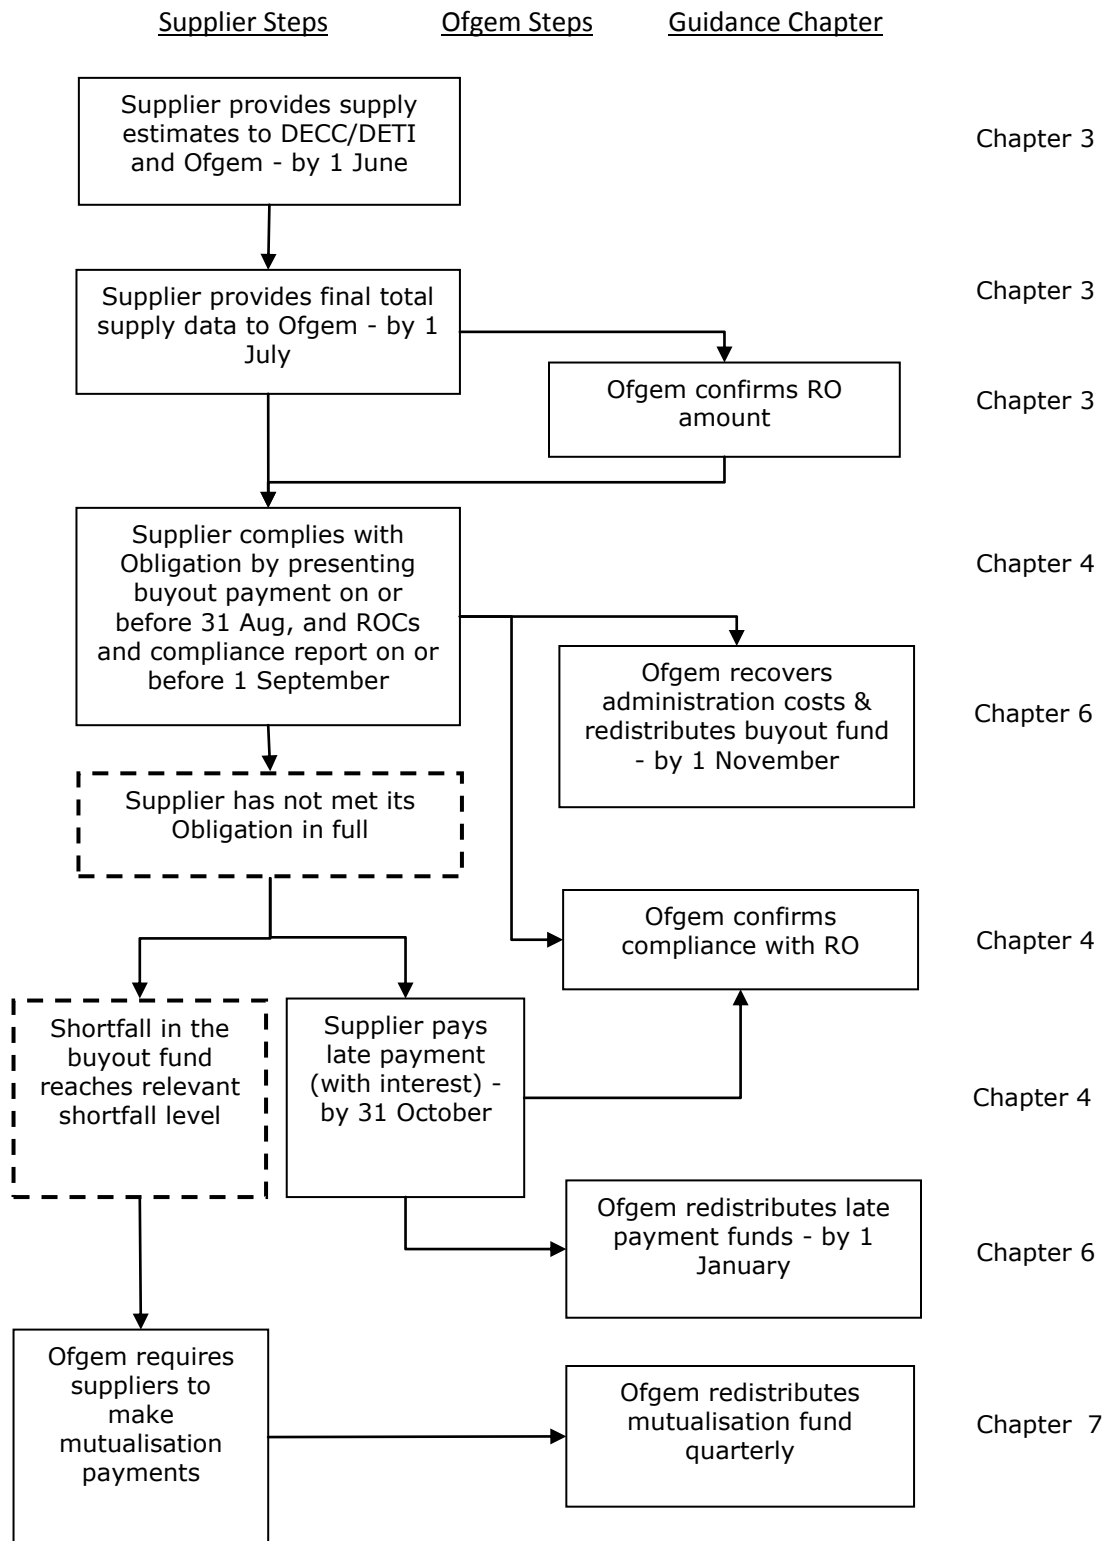 Supplier Steps
Ofgem Steps
Guidance Chapter
Supplier provides supply
estimates to DECC/DETI
and Ofgem - by 1 June
Chapter 3
Supplier provides final total
supply data to Ofgem - by 1
July
Chapter 3
Ofgem confirms RO
amount
Chapter 3
Supplier complies with
Obligation by presenting
buyout payment on or
before 31 Aug, and ROCs
and compliance report on or
before 1 September
Chapter 4
Ofgem recovers
administration costs &
redistributes buyout fund
- by 1 November
Chapter 6
Supplier has not met its
Obligation in full
Ofgem confirms
compliance with RO
Chapter 4
Shortfall in the
buyout fund
reaches relevant
shortfall level
Supplier pays
late payment
(with interest) -
by 31 October
Chapter 4
Ofgem redistributes late
payment funds - by 1
January
Chapter 6
Ofgem requires
suppliers to
make
mutualisation
payments
Ofgem redistributes
mutualisation fund
quarterly
Chapter 7